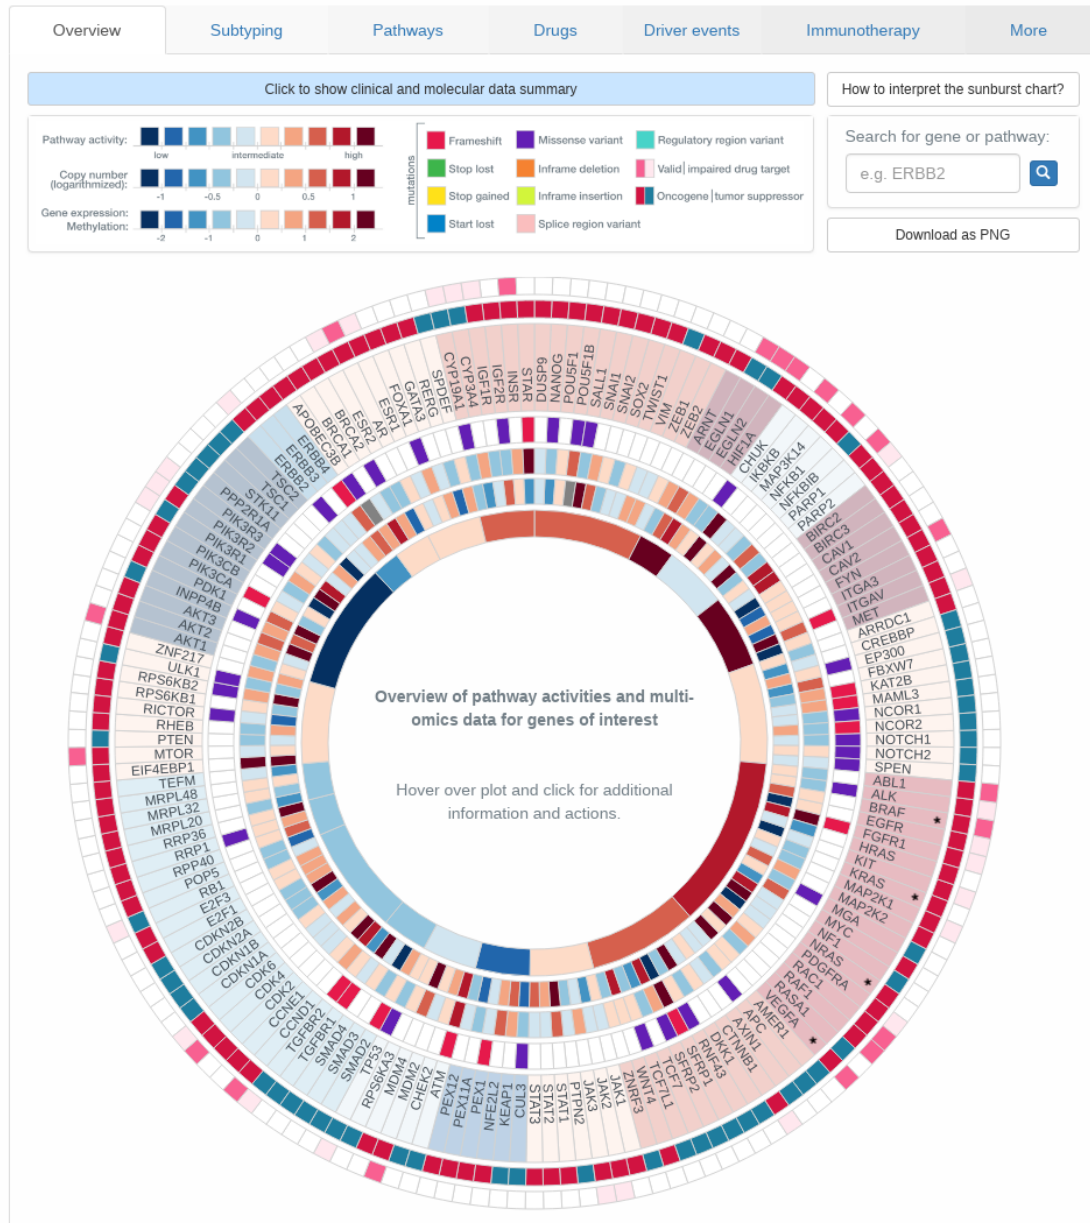 Overview
Subtyping
Pathways
Drugs
Driver events
Immunotherapy
More
Click to show clinical and molecular data summary
How to interpret the sunburst chart?
Pathway activity:
low
intermediate
high
Copy number
(logarithmized):
-1
-0.5
0
0.5
1
Gene expression:
Methylation:
-2
-1
0
1
2
mutations
Frameshift
Stop lost
Stop gained
Start lost
Missense variant
Inframe deletion
Inframe insertion
Splice region variant
Regulatory region variant
Valid| impaired drug target
Oncogene|tumor suppressor
Search for gene or pathway:
e.g. ERBB2
Download as PNG
DUSP9
NANOG
POU5F1
POU5F1B
SALL1
SNAI1
SNAI2
SOX2
TWIST1
VIM
ZEB1
ZEB2
ARNT
EGLN1
EGLN2
HIF1A
CHUK
IKBKB
MAP3K14
NFKB1
NFKBIB
PARP1
PARP2
BIRC2
BIRC3
CAV1
CAV2
FYN
ITGA3
ITGAV
MET
ARRDC1
CREBBP
EP300
FBXW7
KAT2B
MAML3
NCOR1
NCOR2
NOTCH1
NOTCH2
SPEN
ABL1
ALK
BRAF
EGFR
FGFR1
HRAS
KIT
KRAS
MAP2K1
MAP2K2
MGA
MYC
NF1
NRAS
PDGFRA
RAC1
RAF1
RASA1
VEGFA
AMER1
APC
AXIN1
CTNNB1
DKK1
RNF43
SFRP1
SFRP2
TCF7
TCF7L1
WNT4
ZNRF3
JAK1
JAK2
JAK3
PTPN2
STAT1
STAT2
STAT3
CUL3
KEAP1
NFE2L2
PEX1
PEX11A
PEX12
ATM
CHEK2
MDM2
MDM4
RPS6KA3
TP53
SMAD2
SMAD3
SMAD4
TGFBR1
TGFBR2
CCND1
CCNE1
CDK2
CDK4
CDK6
CDKN1A
CDKN1B
CDKN2A
CDKN2B
E2F1
E2F3
RB1
POP5
RPP40
RRP1
RRP36
MRPL20
MRPL32
MRPL48
TEFM
EIF4EBP1
MTOR
PTEN
RHEB
RICTOR
RPS6KB1
RPS6KB2
ULK1
ZNF217
AKT1
AKT2
AKT3
INPP4B
PDK1
PIK3CA
PIK3CB
PIK3R1
PIK3R2
PIK3R3
PPP2R1A
STK11
TSC1
TSC2
ERBB2
ERBB3
ERBB4
APOBEC3B
BRCA1
BRCA2
ESR2
AR
ESR1
FOXA1
GATA3
RERG
SPDEF
CYP19A1
CYP3A4
IGF1R
IGF2R
INSR
STAR
Overview of pathway activities and multi-
omics data for genes of interest
Hover over plot and click for additional
information and actions.